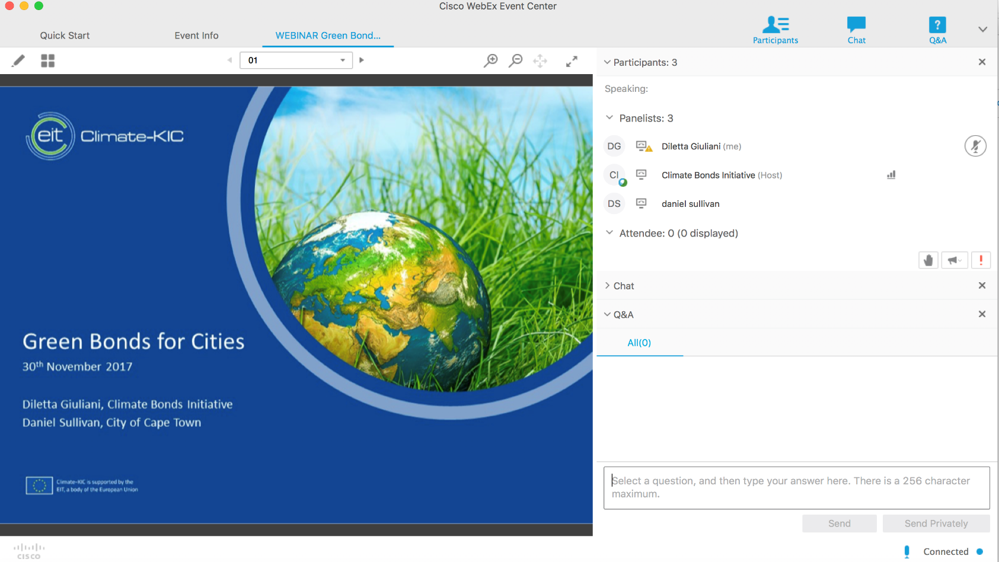 Cisco WebEx Event Center
Quick Start
Event Info
WEBINAR Green Bond...
Participants
Chat
Q&A
01
Participants: 3
Speaking:
Panelists: 3
DG
Diletta Giuliani (me)
CI
Climate Bonds Initiative (Host)
DS
daniel sullivan
Attendee: 0 (0 displayed)
Chat
Q&A
All(0)
Select a question, and then type your answer here. There is a 256 character
maximum.
Send
Send Privately
Connected
eit Climate-KIC
Green Bonds for Cities
30th November 2017
Diletta Giuliani, Climate Bonds Initiative
Daniel Sullivan, City of Cape Town
Climate-KIC is supported by the
EIT, a body of the European Union
CISCO